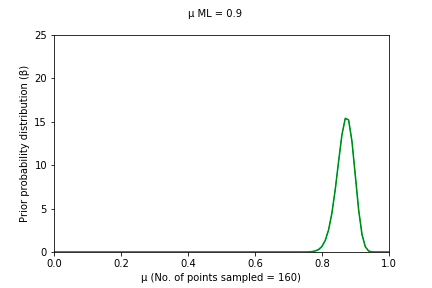 μ ML = 0.9
Prior probability distribution (β)
25
20
15
10
5
0
0.0 0.2 0.4 0.6 0.8 1.0
μ (No. of points sampled = 160)